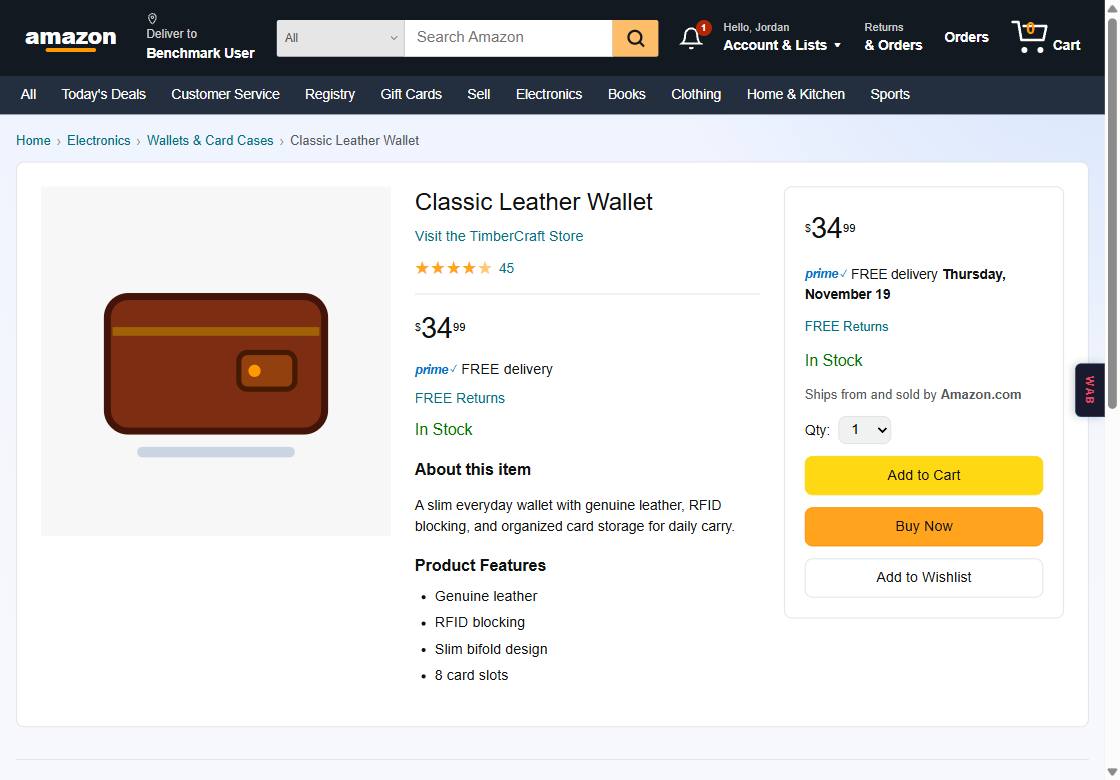 amazon
Deliver to
Benchmark User
All
Search Amazon
1
Hello, Jordan
Account & Lists
Returns
& Orders
Orders
0
Cart
All
Today's Deals
Customer Service
Registry
Gift Cards
Sell
Electronics
Books
Clothing
Home & Kitchen
Sports
Home › Electronics › Wallets & Card Cases › Classic Leather Wallet
Classic Leather Wallet
Visit the TimberCraft Store
★★★★★ 45
$3499
prime✓ FREE delivery
FREE Returns
In Stock
About this item
A slim everyday wallet with genuine leather, RFID
blocking, and organized card storage for daily carry.
Product Features
• Genuine leather
• RFID blocking
• Slim bifold design
• 8 card slots
$3499
prime✓ FREE delivery Thursday,
November 19
FREE Returns
In Stock
Ships from and sold by Amazon.com
Qty: 1
Add to Cart
Buy Now
Add to Wishlist
WAB